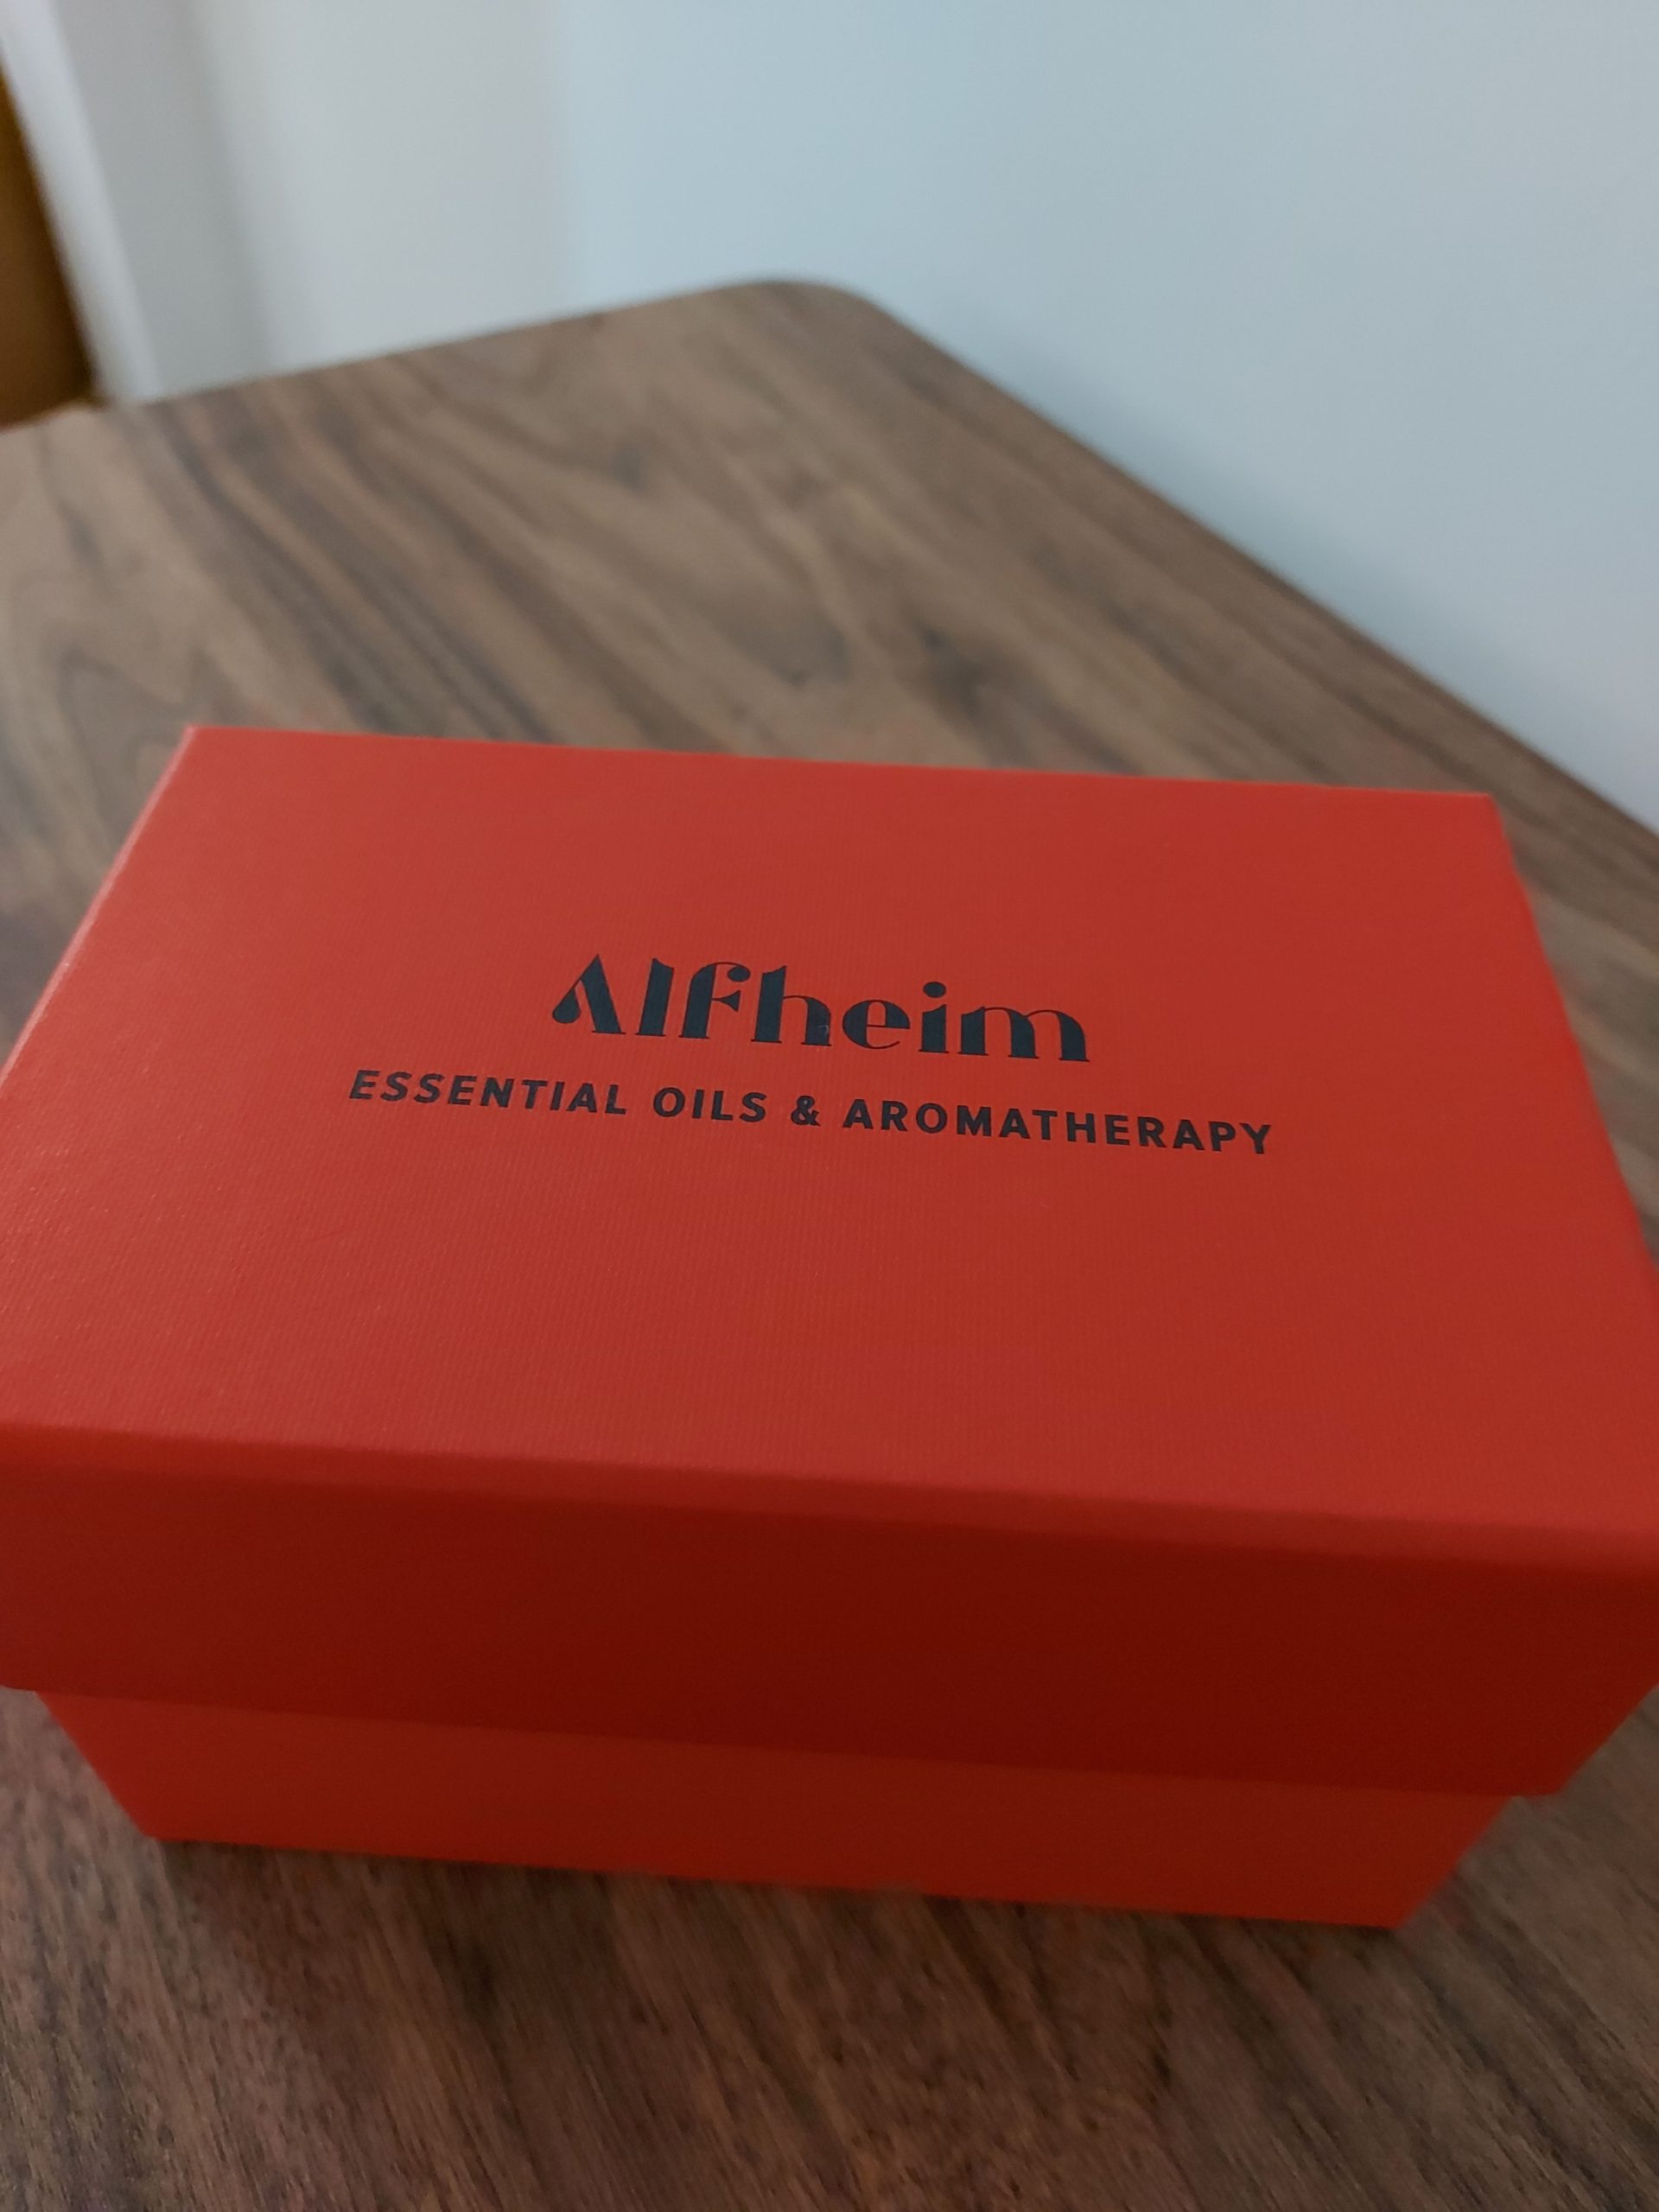 Alfheim
ESSENTIAL OILS & AROMATHERAPY